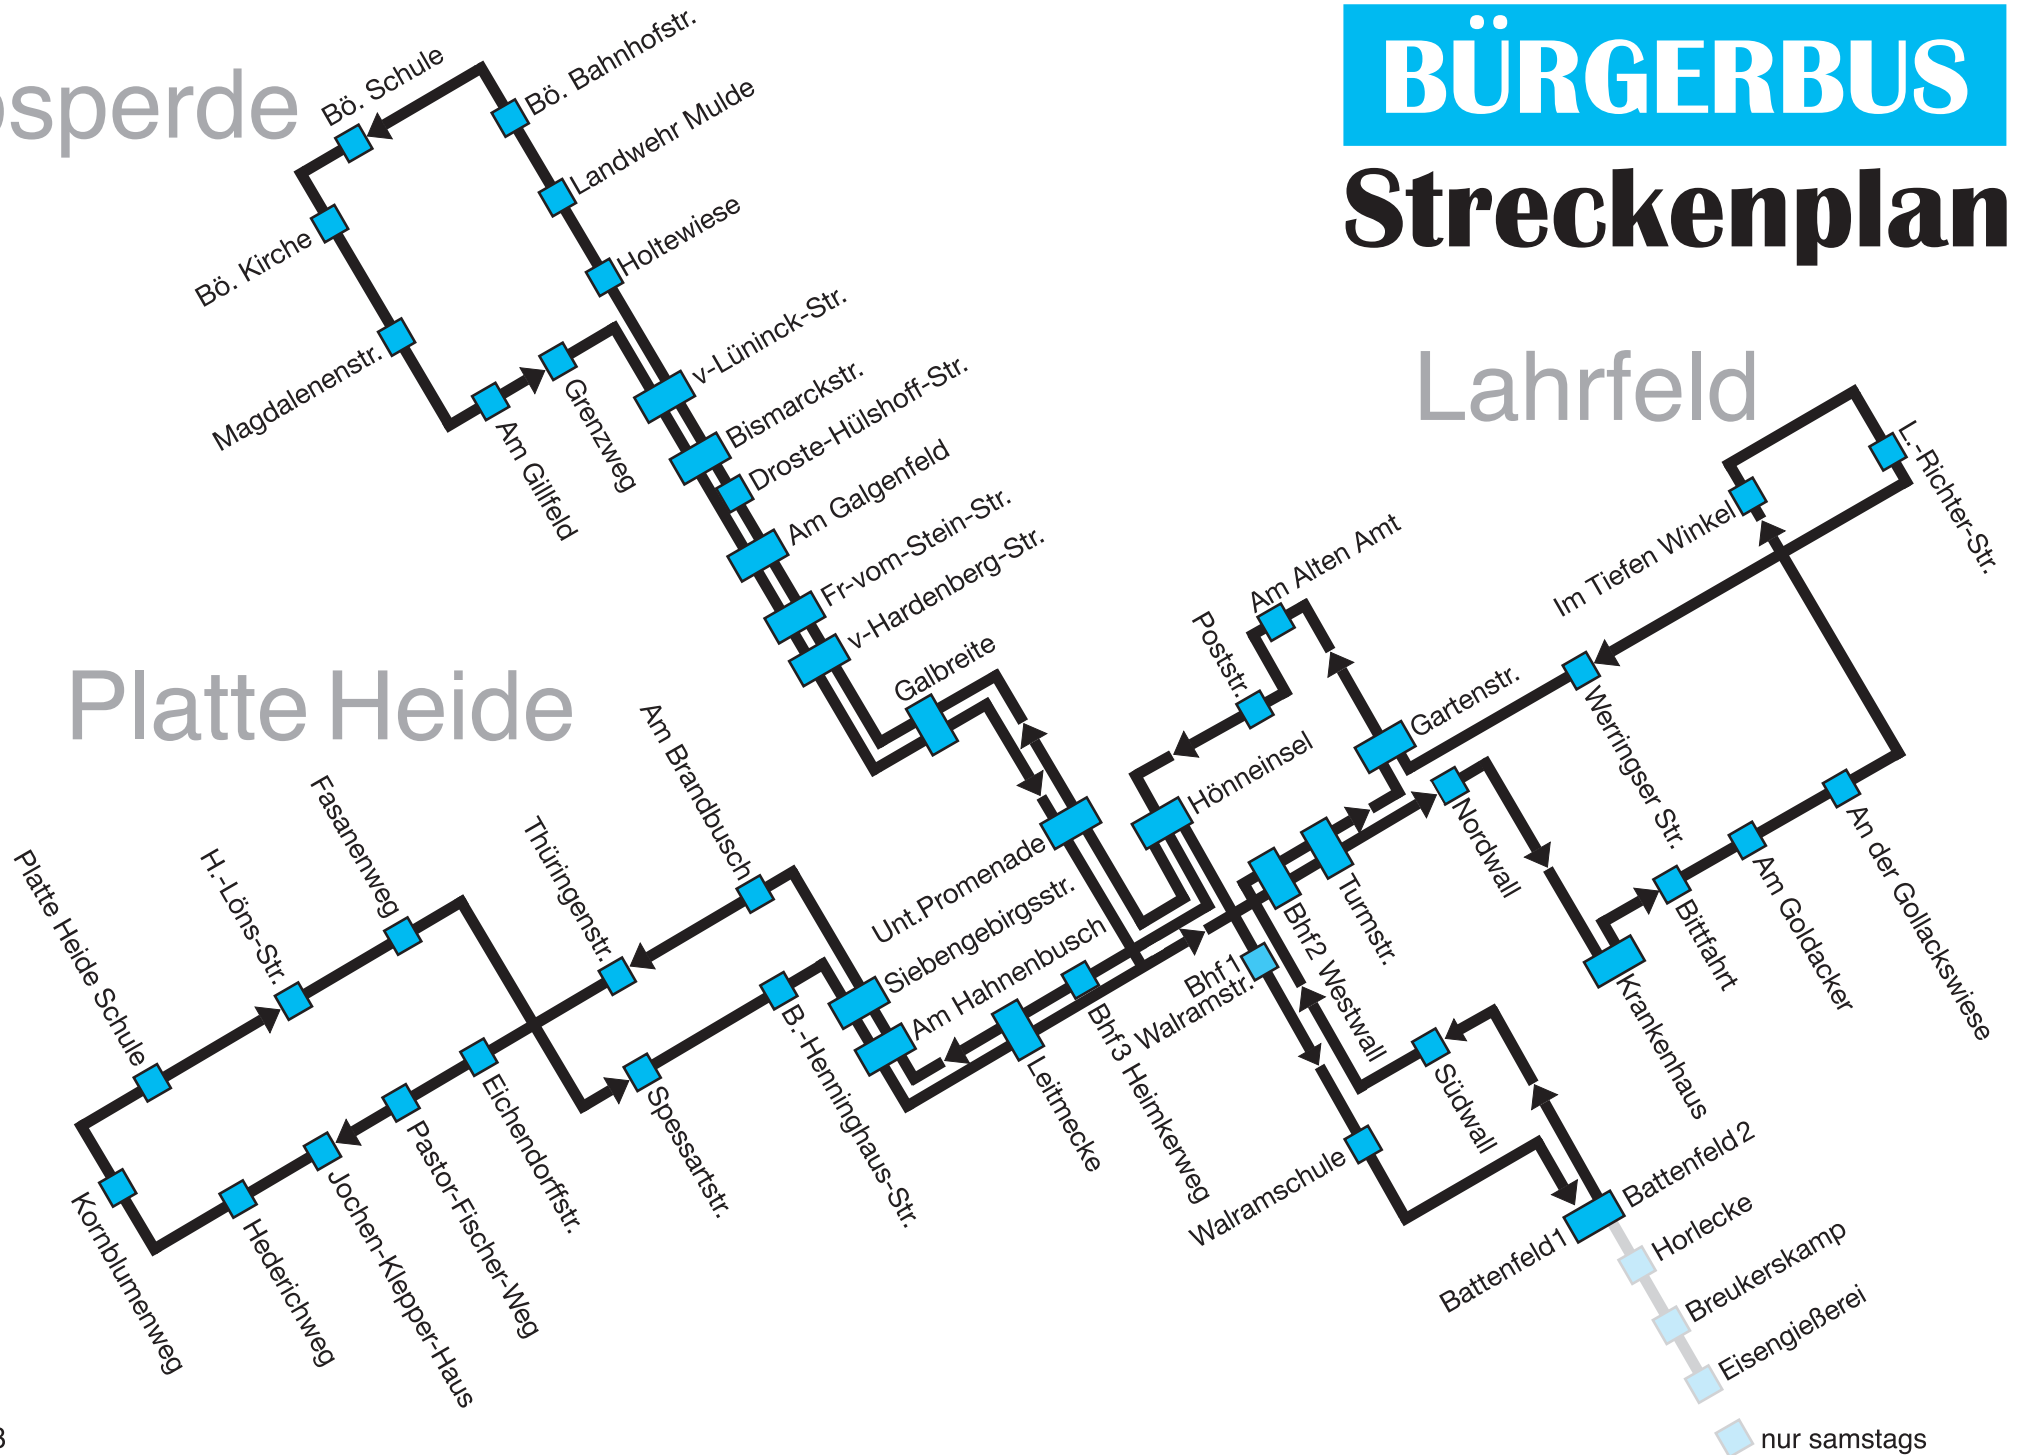 BÜRGERBUS
Streckenplan
osperde
Bö. Schule
Bö. Bahnhofstr.
Landwehr Mulde
Holtewiese
Bö. Kirche
Magdalenenstr.
Am Gillfeld
Grenzweg
v-Lüninck-Str.
Bismarckstr.
Droste-Hülshoff-Str.
Am Galgenfeld
Fr-vom-Stein-Str.
v-Hardenberg-Str.
Galbreite
Lahrfeld
L.-Richter-Str.
Im Tiefen Winkel
Am Alten Amt
Poststr.
Gartenstr.
Werringser Str.
Hönneinsel
Nordwall
An der Gollackswiese
Am Goldacker
Bittfahrt
Krankenhaus
Platte Heide
Am Brandbusch
Thüringenstr.
Fasanenweg
H.-Löns-Str.
Platte Heide Schule
Unt.Promenade
Siebengebirgsstr.
Am Hahnenbusch
Turmstr.
Bhf2 Westwall
Bhf 1
Walramstr.
Bhf3 Heimkerweg
Leitmecke
B.-Henninghaus-Str.
Spessartstr.
Eichendorffstr.
Pastor-Fischer-Weg
Jochen-Klepper-Haus
Hederichweg
Kornblumenweg
Südwall
Walramschule
Battenfeld2
Battenfeld1
Horlecke
Breukerskamp
Eisengießerei
nur samstags
3